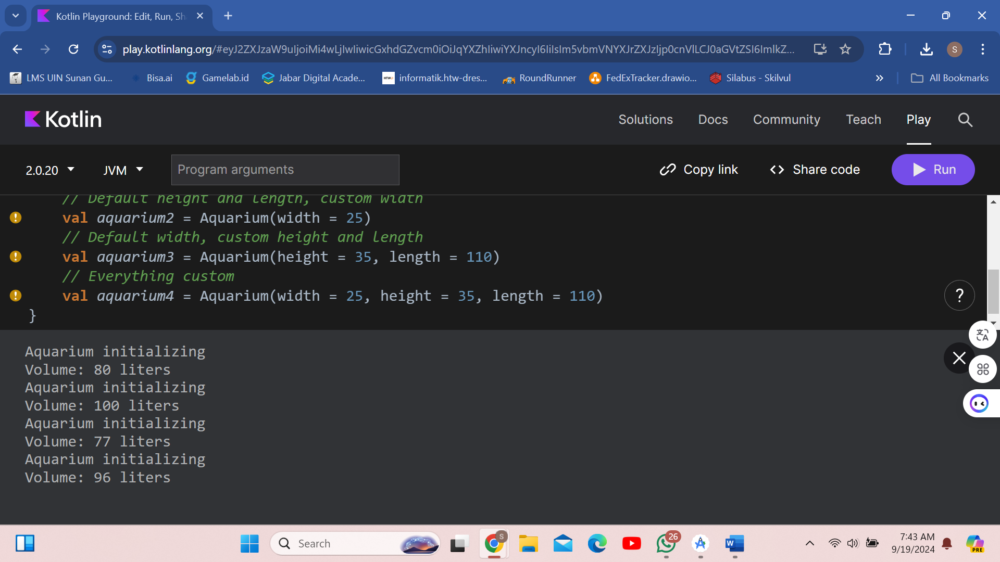 Kotlin Playground: Edit, Run, Sh
play.kotlinlang.org/#eyJ2ZXJzaW9uIjoiMi4wLjIwIiwicGxhdGZvcm0iOiJqYXZhIiwiYXJncyI6IiIsIm5vbmVNYXJrZXJzIjp0cnVlLCJ0aGVtZSI6ImlkZ...
S
LMS UIN Sunan Gu...
Bisa.ai
Gamelab.id
Jabar Digital Acade...
informatik.htw-dres...
RoundRunner
FedExTracker.drawio...
Silabus - Skilvul
All Bookmarks
Kotlin
Solutions
Docs
Community
Teach
Play
2.0.20
JVM
Program arguments
Copy link
Share code
Run
// Default height and length, custom width
val aquarium2 = Aquarium(width = 25)
// Default width, custom height and length
val aquarium3 = Aquarium(height = 35, length = 110)
// Everything custom
val aquarium4 = Aquarium(width = 25, height = 35, length = 110)
}
?
Aquarium initializing
Volume: 80 liters
Aquarium initializing
Volume: 100 liters
Aquarium initializing
Volume: 77 liters
Aquarium initializing
Volume: 96 liters
Search
S
26
7:43 AM
9/19/2024
PRE